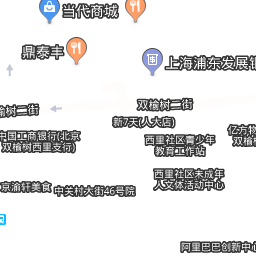 当代商城
鼎泰丰
上海浦东发展银
双榆树二街
榆树二街
新7天(人大店)
中国工商银行(北京
双榆树西里支行)
西里社区青少年
教育工作站
亿方
双榆
西里社区未成年
人文体活动中心
京渝轩美食
中关村大街46号院
阿里巴巴创新中心